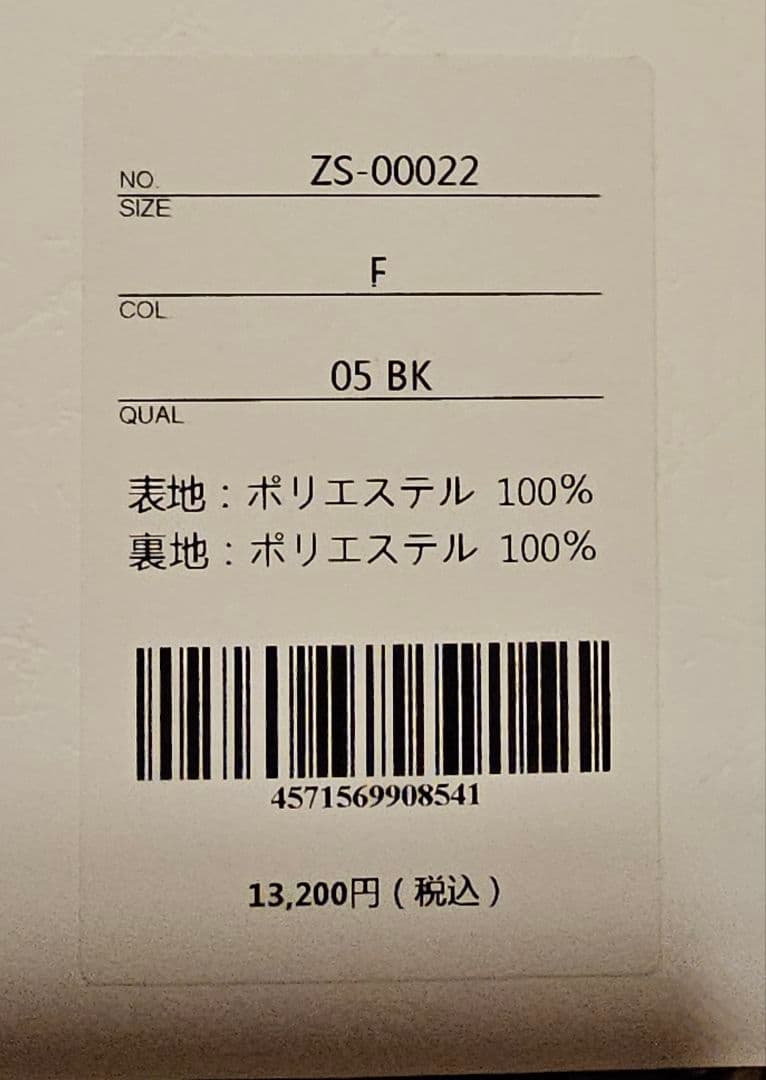 NO. ZS-00022
SIZE
F
COL
05 BK
QUAL
表地：ポリエステル 100%
裏地：ポリエステル 100%
4571569908541
13,200円（税込）